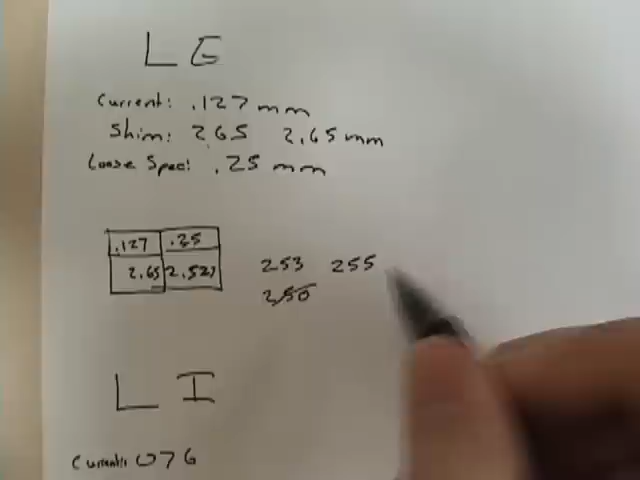 LG
Current: .127 mm
Shim: 265 2.65 mm
Loose Spec: .25 mm
.127 .25
2.65 2.527
253 255
250
LI
Current: 076